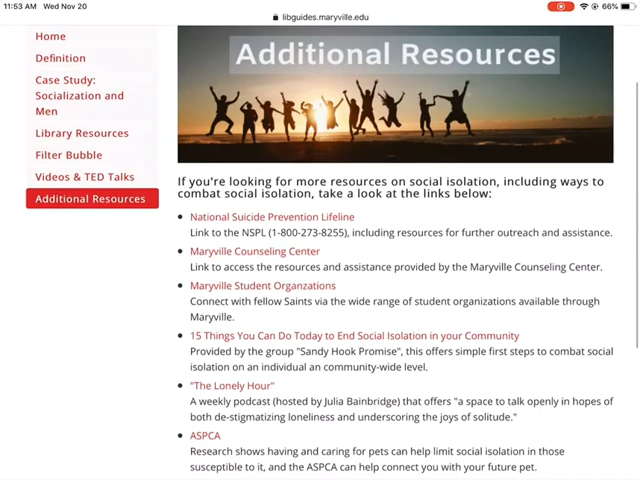 11:53 AM Wed Nov 20
66%
libguides.maryville.edu
Home
Definition
Case Study:
Socialization and
Men
Library Resources
Filter Bubble
Videos & TED Talks
Additional Resources
Additional Resources
If you're looking for more resources on social isolation, including ways to
combat social isolation, take a look at the links below:
National Suicide Prevention Lifeline
Link to the NSPL (1-800-273-8255), including resources for further outreach and assistance.
Maryville Counseling Center
Link to access the resources and assistance provided by the Maryville Counseling Center.
Maryville Student Organzations
Connect with fellow Saints via the wide range of student organizations available through
Maryville.
15 Things You Can Do Today to End Social Isolation in your Community
Provided by the group "Sandy Hook Promise", this offers simple first steps to combat social
isolation on an individual an community-wide level.
"The Lonely Hour"
A weekly podcast (hosted by Julia Bainbridge) that offers "a space to talk openly in hopes of
both de-stigmatizing loneliness and underscoring the joys of solitude."
ASPCA
Research shows having and caring for pets can help limit social isolation in those
susceptible to it, and the ASPCA can help connect you with your future pet.